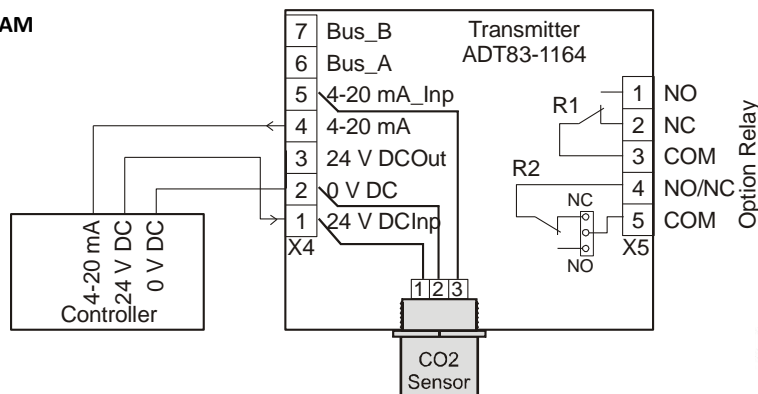 AM
Transmitter
ADT83-1164
7 Bus_B
6 Bus_A
5 4-20 mA_Inp
4 4-20 mA
3 24 V DCOut
2 0 V DC
1 24 V DCInp
X4
R1
R2
NC
NO
1 NO
2 NC
3 COM
4 NO/NC
5 COM
X5
Option Relay
4-20 mA
24 V DC
0 V DC
Controller
1 2 3
CO2
Sensor